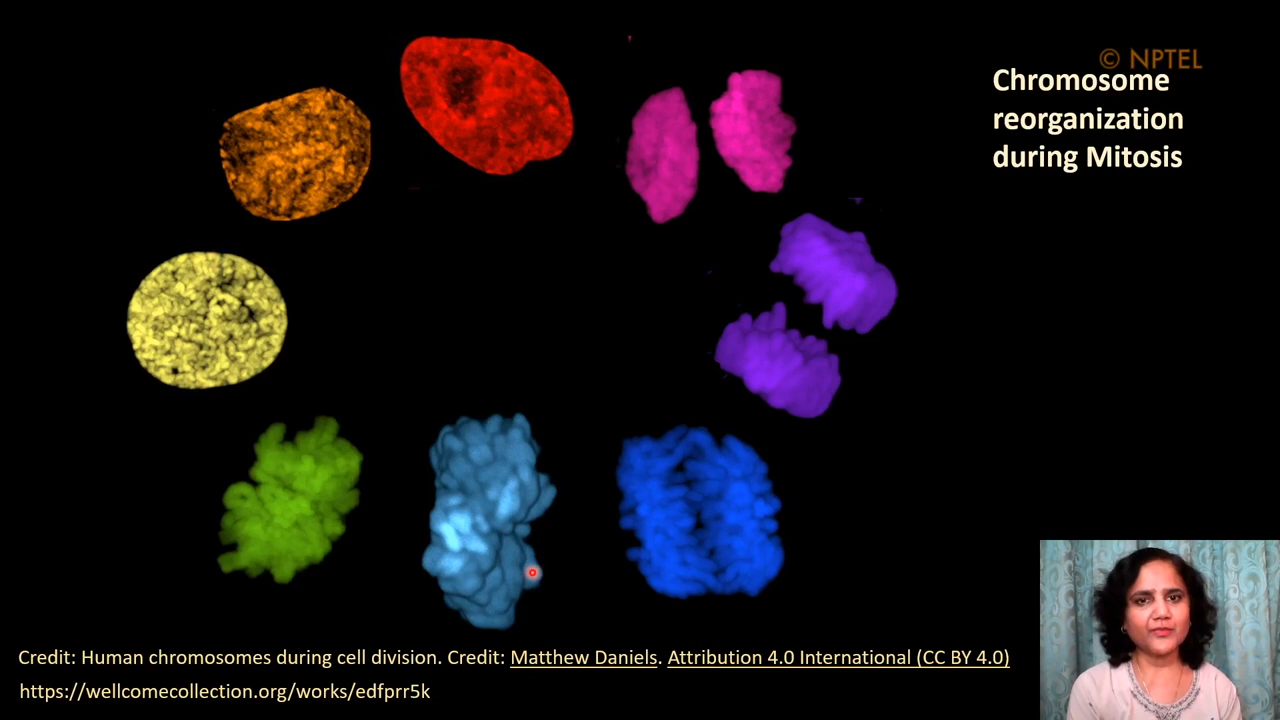 © NPTEL
Chromosome
reorganization
during Mitosis
Credit: Human chromosomes during cell division. Credit: Matthew Daniels. Attribution 4.0 International (CC BY 4.0)
https://wellcomecollection.org/works/edfprr5k